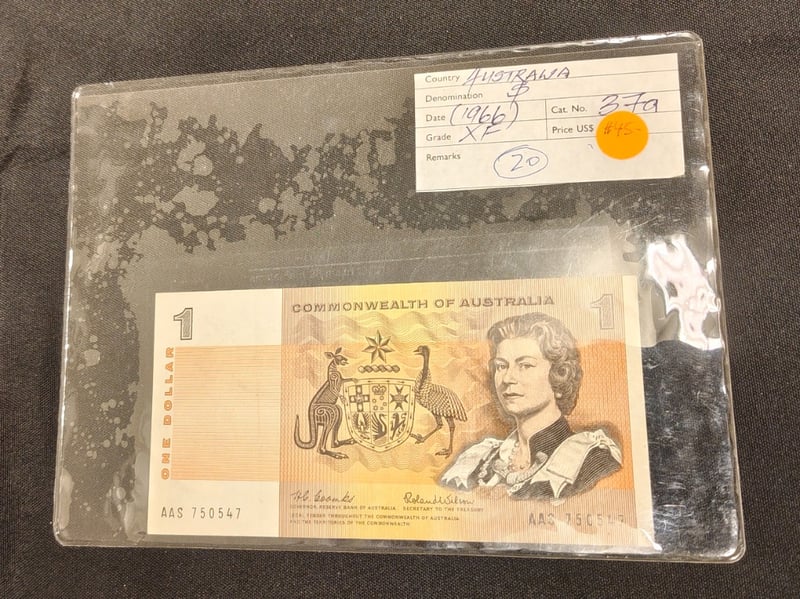 Country AUSTRALIA
Denomination $
Date (1966) Cat. No. 37a
Grade XF Price US$ $45-
Remarks 20
1 COMMONWEALTH OF AUSTRALIA 1
ONE DOLLAR
H.C. Coombs Roland Wilson
GOVERNOR, RESERVE BANK OF AUSTRALIA SECRETARY TO THE TREASURY
LEGAL TENDER THROUGHOUT THE COMMONWEALTH OF AUSTRALIA
AND THE TERRITORIES OF THE COMMONWEALTH
AAS 750547 AAS 750547